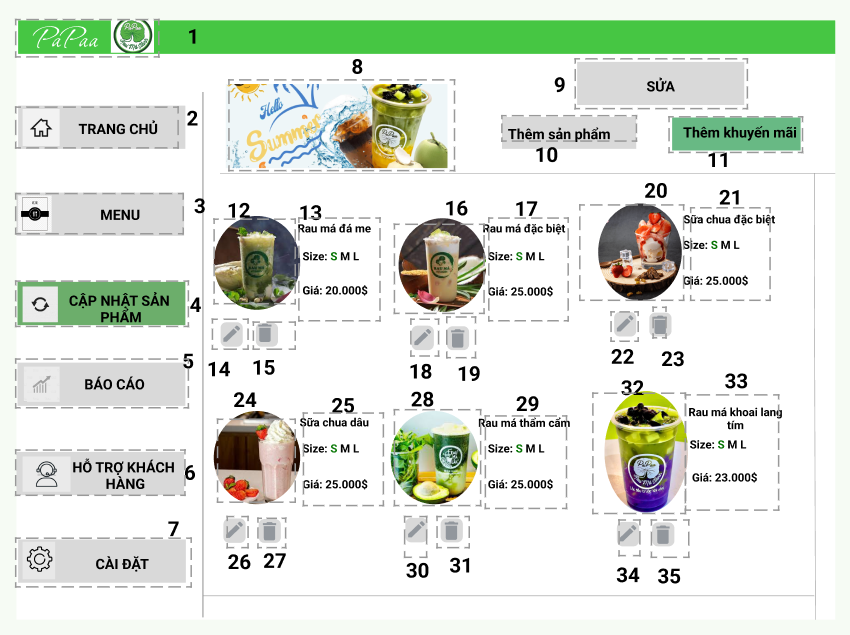 PaPaa
1
8
9
SỬA
2
TRANG CHỦ
Hello
Summer
PaPaa
Thêm sản phẩm
10
Thêm khuyến mãi
11
3
MENU
12
13
Rau má đá me
Size: S M L
Giá: 20.000$
14
15
16
17
Rau má đặc biệt
Size: S M L
Giá: 25.000$
18
19
20
21
Sữa chua đặc biệt
Size: S M L
Giá: 25.000$
22
23
4
CẬP NHẬT SẢN
PHẨM
5
BÁO CÁO
6
HỖ TRỢ KHÁCH
HÀNG
7
CÀI ĐẶT
24
25
Sữa chua dâu
Size: S M L
Giá: 25.000$
26
27
28
29
Rau má thẩm cẩm
Size: S M L
Giá: 25.000$
30
31
32
33
Rau má khoai lang
tím
Size: S M L
Giá: 23.000$
PaPaa
34
35